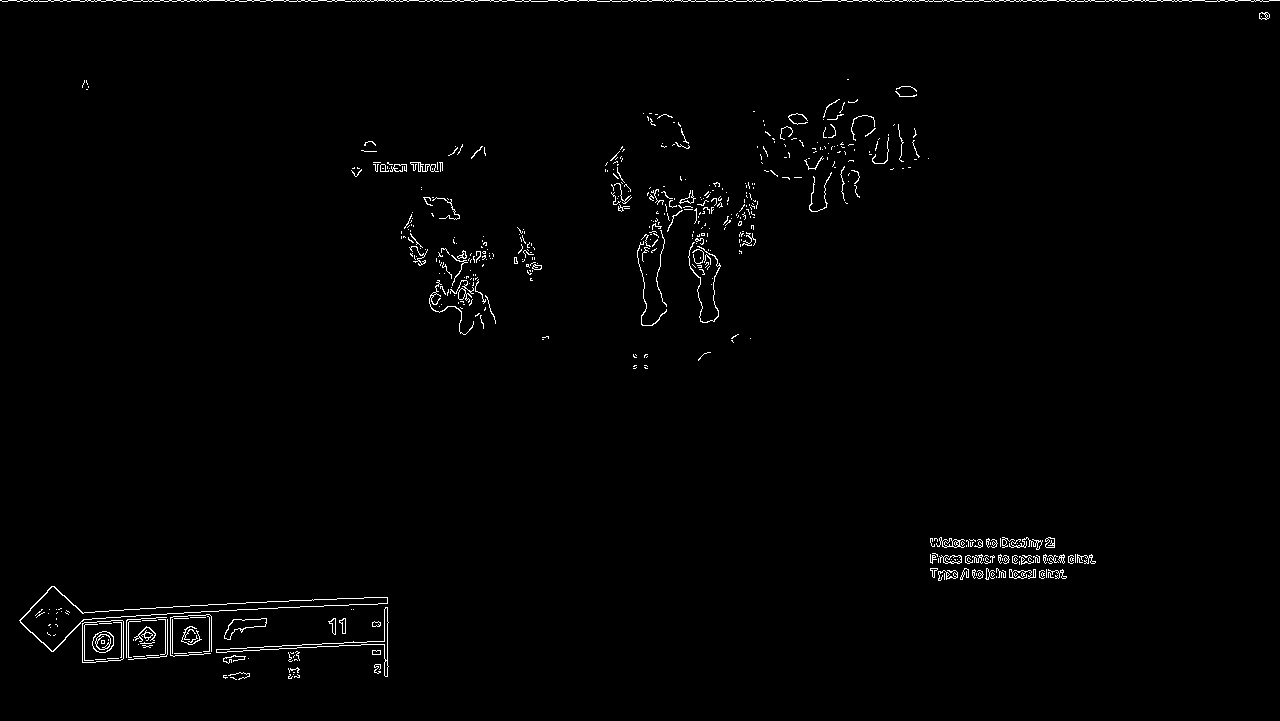 Taken Thrall
Welcome to Destiny 2!
Press enter to open text chat.
Type /l to join local chat.
11